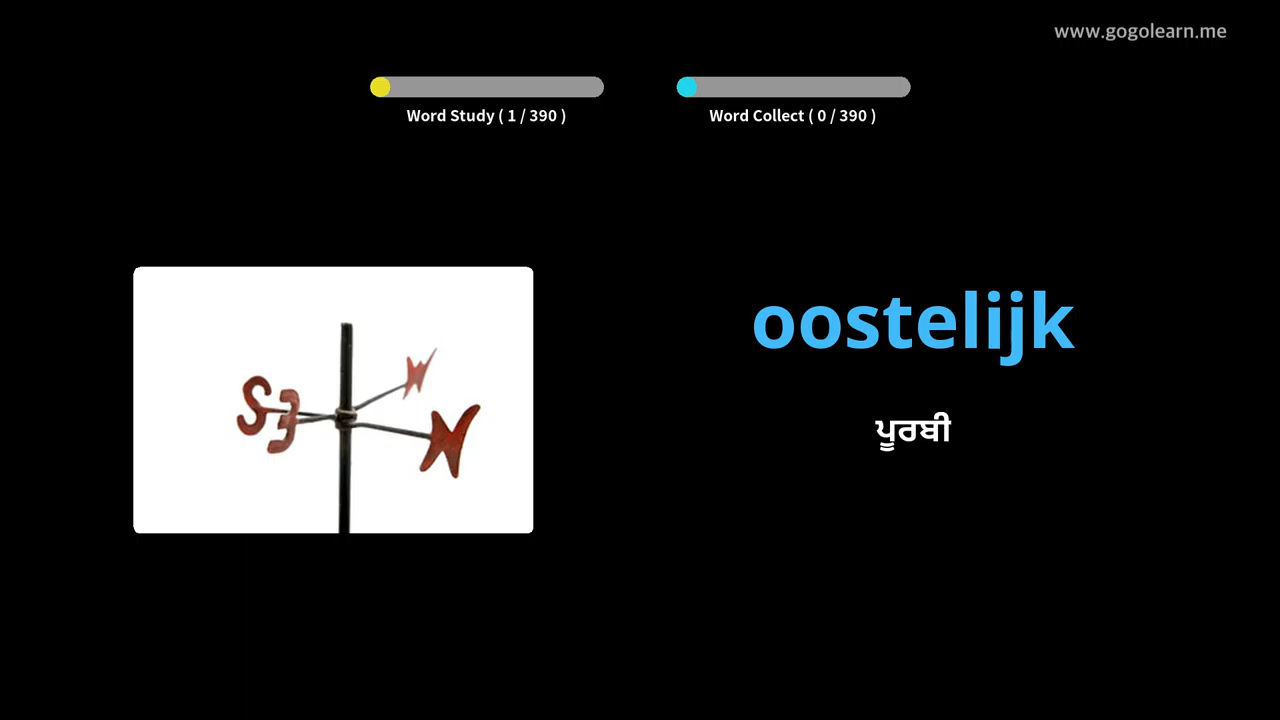 www.gogolearn.me
Word Study ( 1 / 390 )
Word Collect ( 0 / 390 )
oostelijk
ਪੂਰਬੀ
S E N W